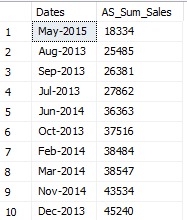 Dates AS_Sum_Sales
1 May-2015 18334
2 Aug-2013 25485
3 Sep-2013 26381
4 Jul-2013 27862
5 Jun-2014 36363
6 Oct-2013 37516
7 Feb-2014 38484
8 Mar-2014 38547
9 Nov-2014 43534
10 Dec-2013 45240